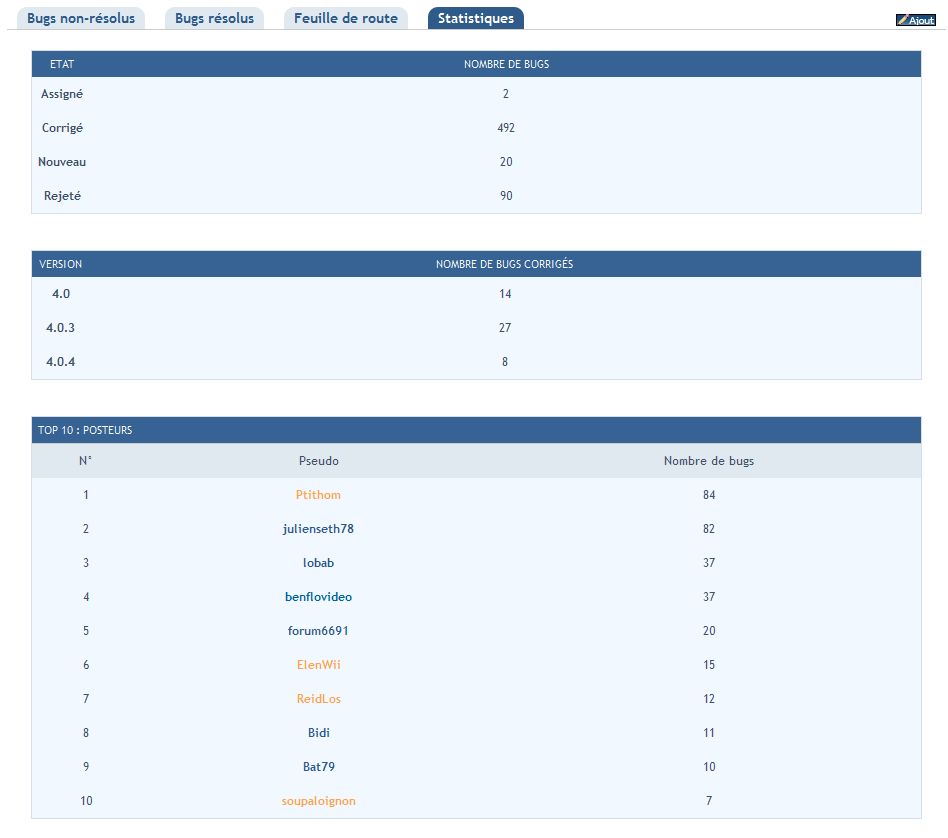 Bugs non-résolus Bugs résolus Feuille de route Statistiques Ajout
ETAT NOMBRE DE BUGS
Assigné 2
Corrigé 492
Nouveau 20
Rejeté 90
VERSION NOMBRE DE BUGS CORRIGÉS
4.0 14
4.0.3 27
4.0.4 8
TOP 10 : POSTEURS
N° Pseudo Nombre de bugs
1 Ptithom 84
2 julienseth78 82
3 lobab 37
4 benflovideo 37
5 forum6691 20
6 ElenWii 15
7 ReidLos 12
8 Bidi 11
9 Bat79 10
10 soupaloignon 7